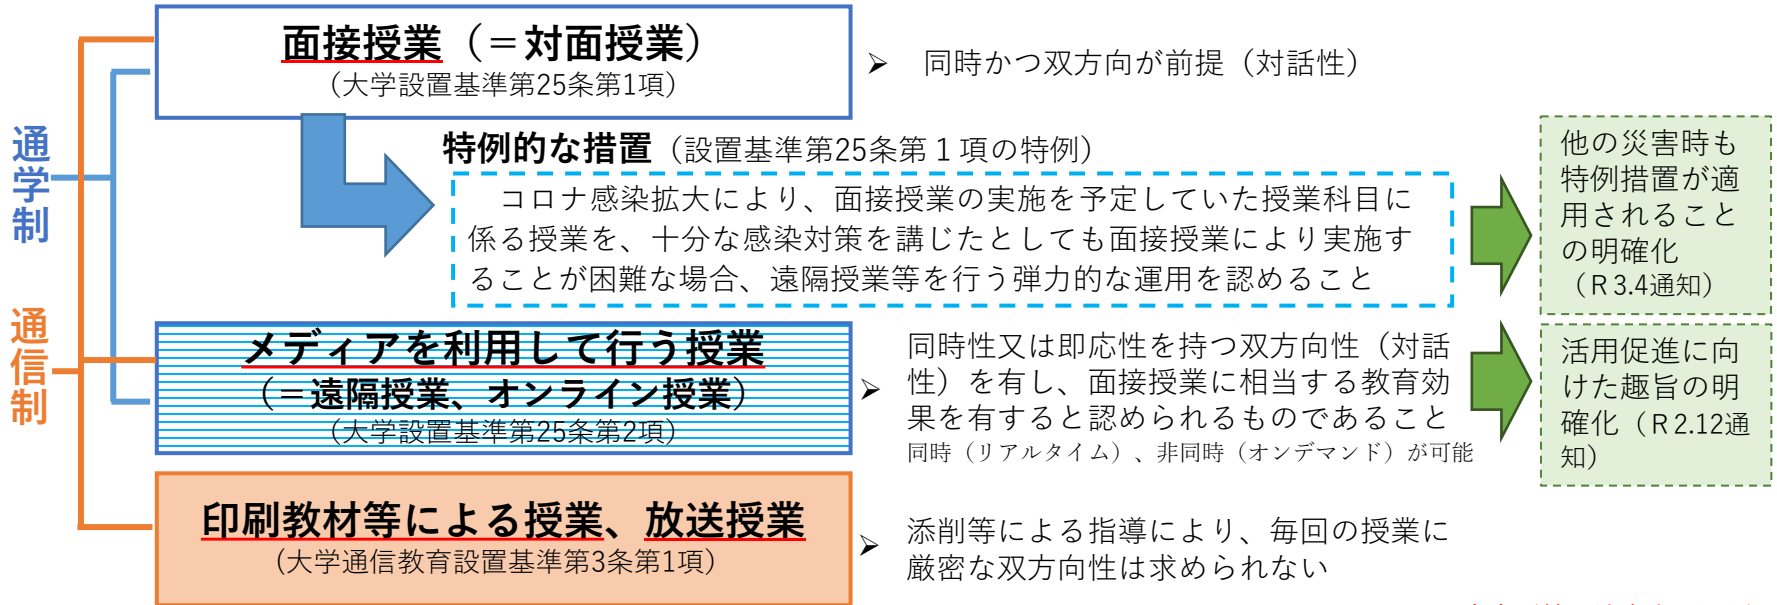 通学制
通信制
面接授業（＝対面授業）
（大学設置基準第25条第1項）
➢ 同時かつ双方向が前提（対話性）
特例的な措置（設置基準第25条第１項の特例）
コロナ感染拡大により、面接授業の実施を予定していた授業科目に
係る授業を、十分な感染対策を講じたとしても面接授業により実施す
ることが困難な場合、遠隔授業等を行う弾力的な運用を認めること
他の災害時も
特例措置が適
用されること
の明確化
（Ｒ3.4通知）
メディアを利用して行う授業
（＝遠隔授業、オンライン授業）
（大学設置基準第25条第2項）
➢ 同時性又は即応性を持つ双方向性（対話
性）を有し、面接授業に相当する教育効
果を有すると認められるものであること
同時（リアルタイム）、非同時（オンデマンド）が可能
活用促進に向
けた趣旨の明
確化（Ｒ2.12通
知）
印刷教材等による授業、放送授業
（大学通信教育設置基準第3条第1項）
➢ 添削等による指導により、毎回の授業に
厳密な双方向性は求められない